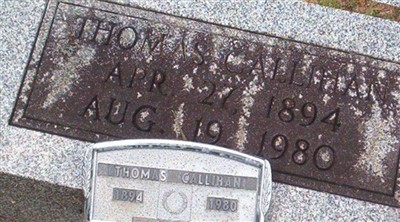 THOMAS CALLIHAN
APR. 27, 1894
AUG. 19, 1980
THOMAS CALLIHAN
1894 1980